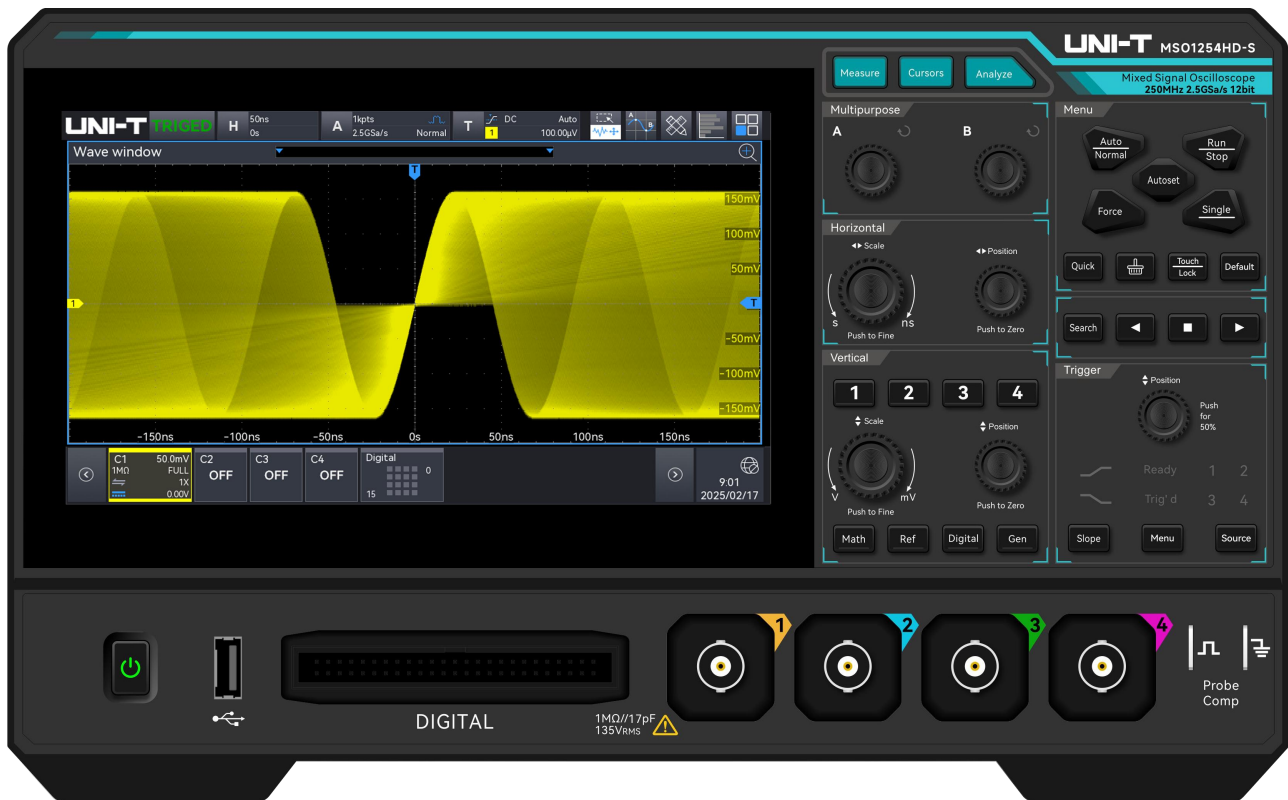 UNI-T MSO1254HD-S
Mixed Signal Oscilloscope
250MHz 2.5GSa/s 12bit
Measure Cursors Analyze
UNI-T TRIGED H 50ns 0s A 1kpts 2.5GSa/s Normal T 1 DC Auto 100.00μV
Wave window
T
150mV
100mV
50mV
1 T
-50mV
-100mV
-150mV
-150ns -100ns -50ns 0s 50ns 100ns 150ns
C1 50.0mV
1MΩ FULL
1X
0.00V
C2 OFF
C3 OFF
C4 OFF
Digital
0
15
9:01
2025/02/17
Multipurpose
A B
Horizontal
Scale Position
s ns
Push to Fine Push to Zero
Vertical
1 2 3 4
Scale Position
V mV
Push to Fine Push to Zero
Math Ref Digital Gen
Menu
Auto
Normal
Run
Stop
Autoset
Force Single
Quick Touch Lock Default
Search
Trigger
Position
Push
for
50%
Ready 1 2
Trig' d 3 4
Slope Menu Source
DIGITAL
1MΩ//17pF
135VRMS
1 2 3 4
Probe
Comp